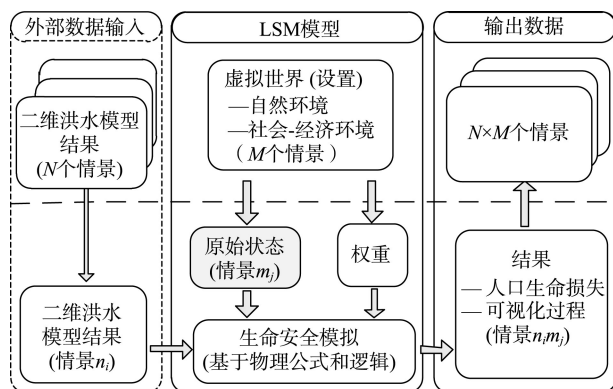 外部数据输入
LSM模型
输出数据
二维洪水模型
结果
(N个情景)
虚拟世界 (设置)
—自然环境
—社会-经济环境
（M个情景）
N×M个情景
原始状态
(情景mj)
权重
结果
— 人口生命损失
— 可视化过程
(情景nimj)
二维洪水
模型结果
(情景ni)
生命安全模拟
(基于物理公式和逻辑)